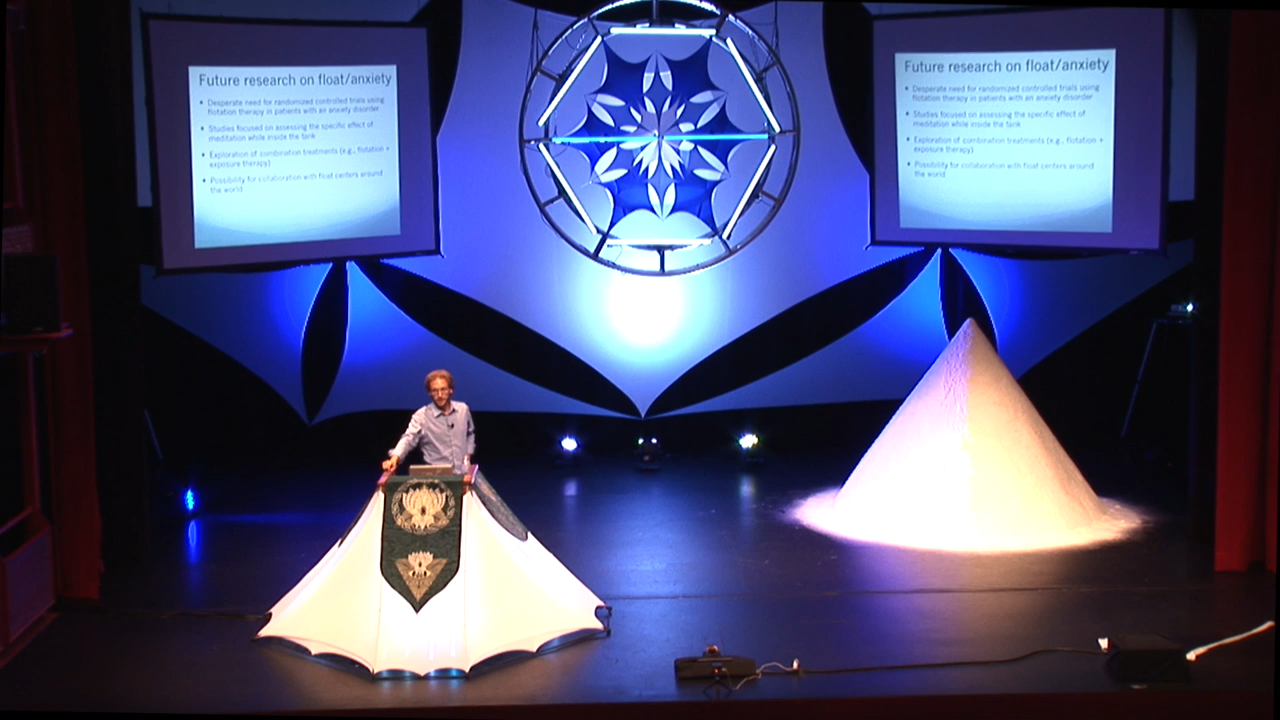 Future research on float/anxiety
• Desperate need for randomized controlled trials using
flotation therapy in patients with an anxiety disorder
• Studies focused on assessing the specific effect of
meditation while inside the tank
• Exploration of combination treatments (e.g., flotation +
exposure therapy)
• Possibility for collaboration with float centers around
the world
Future research on float/anxiety
• Desperate need for randomized controlled trials using
flotation therapy in patients with an anxiety disorder
• Studies focused on assessing the specific effect of
meditation while inside the tank
• Exploration of combination treatments (e.g., flotation +
exposure therapy)
• Possibility for collaboration with float centers around
the world